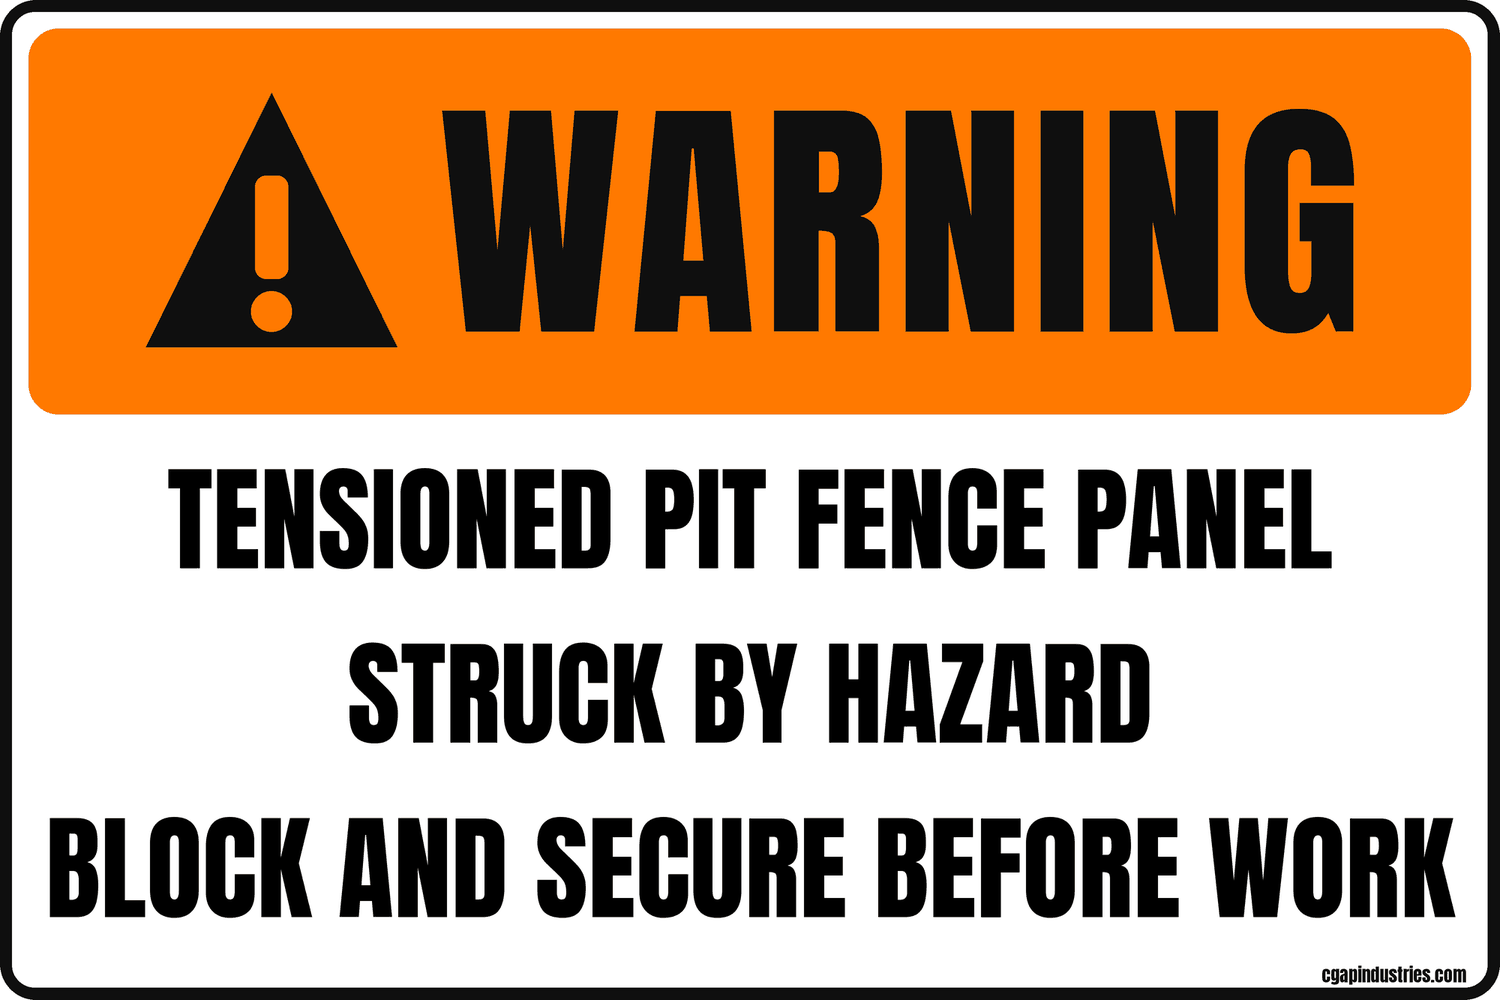 WARNING
TENSIONED PIT FENCE PANEL
STRUCK BY HAZARD
BLOCK AND SECURE BEFORE WORK
cgapindustries.com